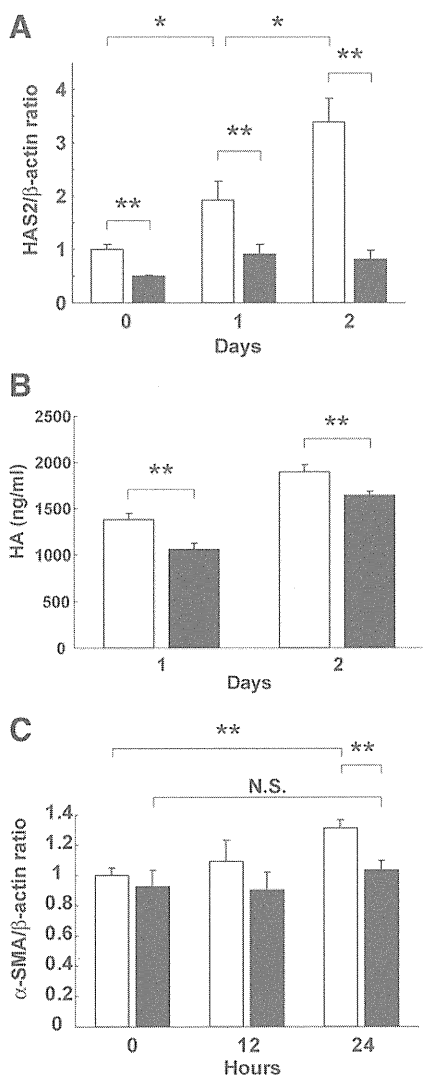 A
* *
**
**
**
HAS2/β-actin ratio
4
3
2
1
0
0 1 2
Days
B
2500
2000
1500
1000
500
0
HA (ng/ml)
**
**
1 2
Days
C
**
**
N.S.
1.4
1.2
1
0.8
0.6
0.4
0.2
0
α-SMA/β-actin ratio
0 12 24
Hours